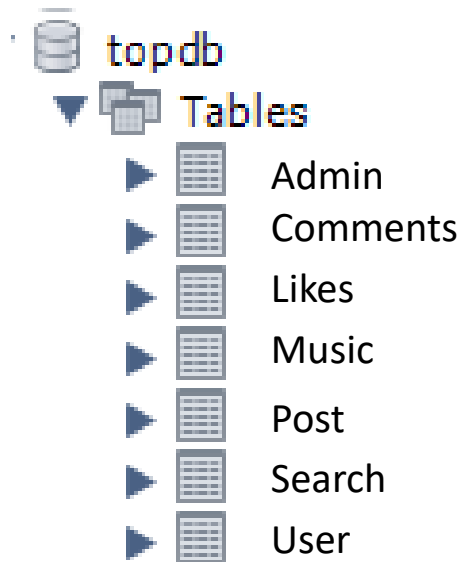 topdb
Tables
Admin
Comments
Likes
Music
Post
Search
User